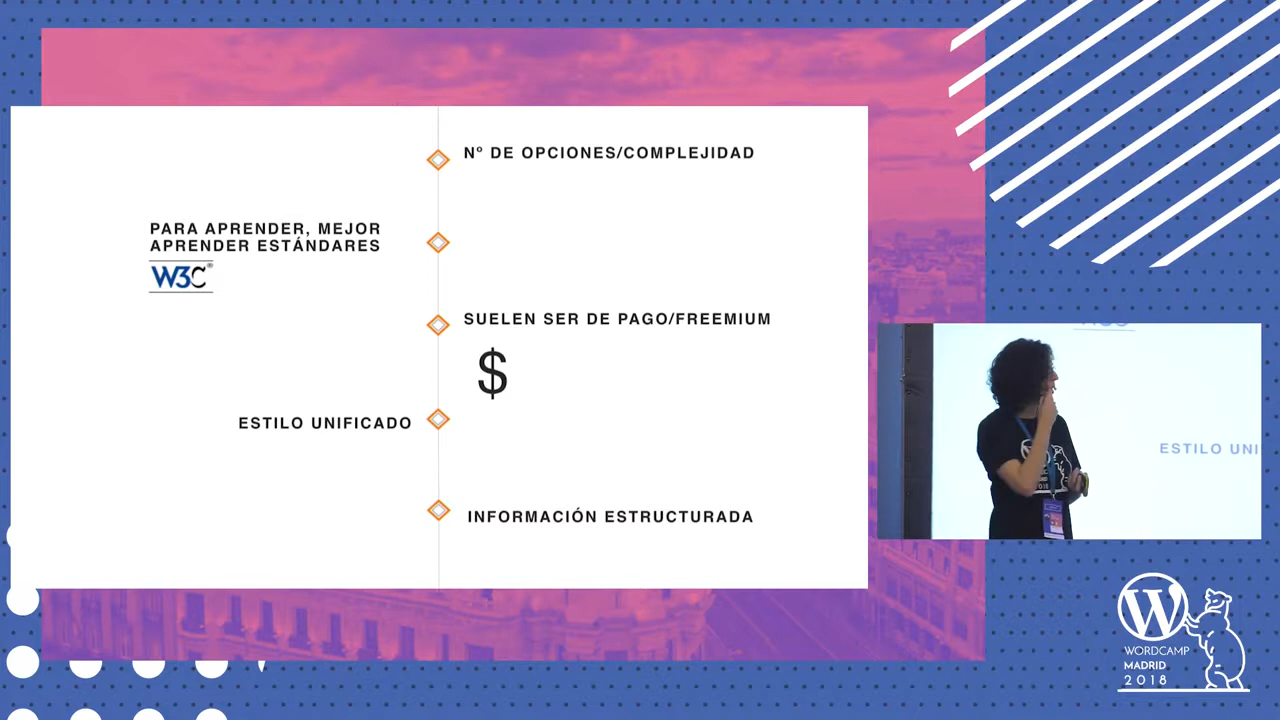 Nº DE OPCIONES/COMPLEJIDAD
PARA APRENDER, MEJOR
APRENDER ESTÁNDARES
W3C®
SUELEN SER DE PAGO/FREEMIUM
$
ESTILO UNIFICADO
INFORMACIÓN ESTRUCTURADA
ESTILO UNI
WORDCAMP
MADRID
2018